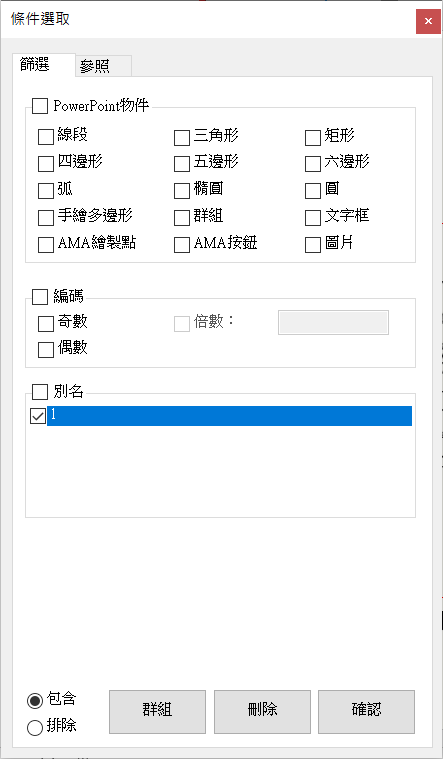 條件選取
篩選 參照
PowerPoint物件
線段 三角形 矩形
四邊形 五邊形 六邊形
弧 橢圓 圓
手繪多邊形 群組 文字框
AMA繪製點 AMA按鈕 圖片
編碼
奇數 倍數：
偶數
別名
1
包含
排除
群組 刪除 確認